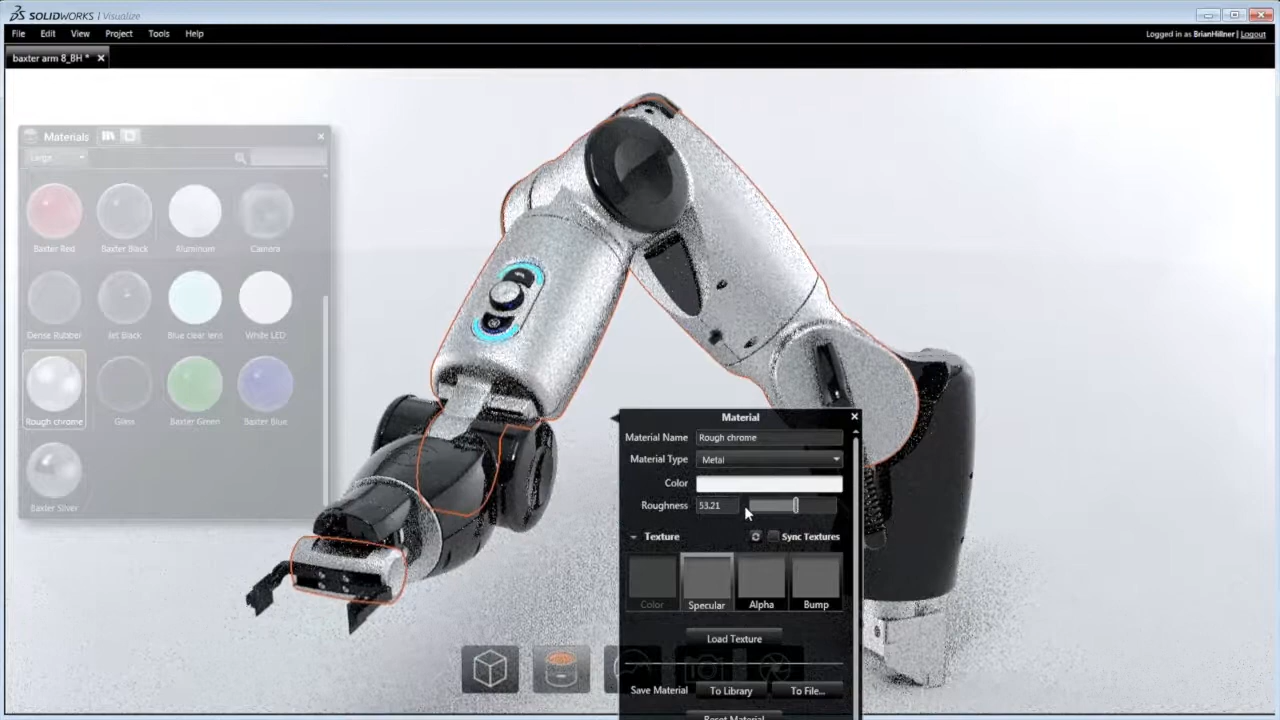 SOLIDWORKS | Visualize
File Edit View Project Tools Help
Logged in as BrianHillner | Logout
baxter arm 8_BH *
Materials
Large
Baxter Red Baxter Black Aluminum Camera
Dense Rubber Jet Black Blue clear lens White LED
Rough chrome Glass Baxter Green Baxter Blue
Baxter Silver
Material
Material Name Rough chrome
Material Type Metal
Color
Roughness 53.21
Texture Sync Textures
Color Specular Alpha Bump
Load Texture
Save Material To Library To File...
Reset Material